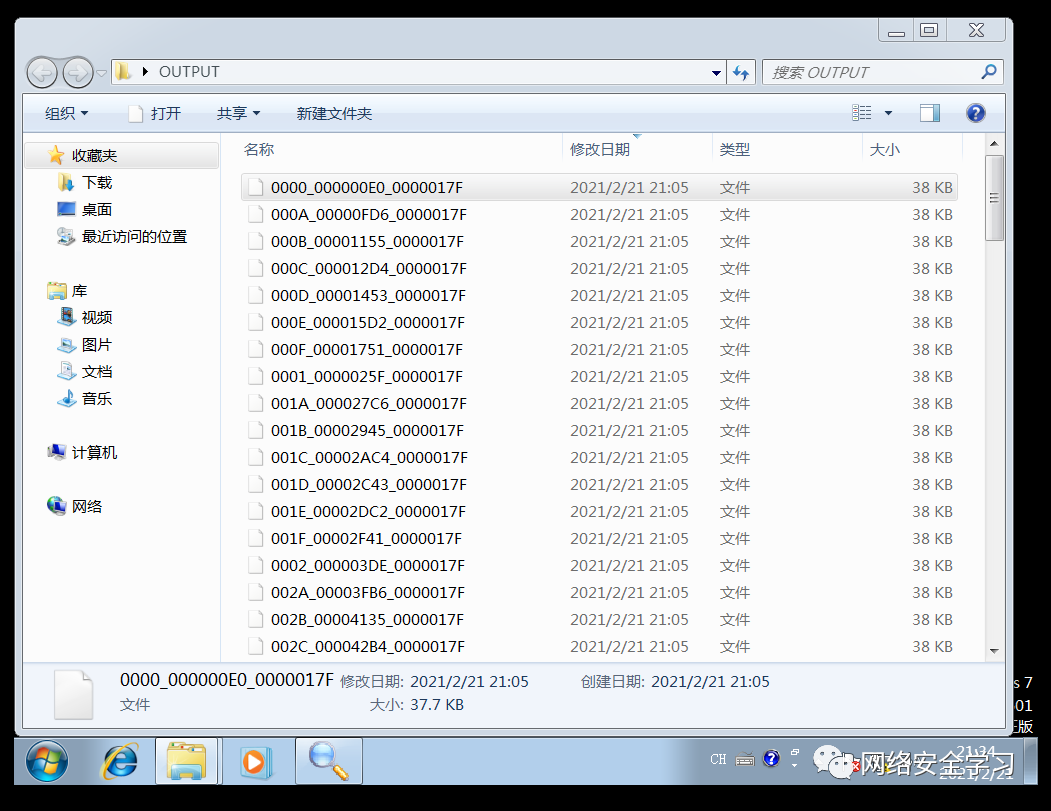 OUTPUT
搜索 OUTPUT
组织 打开 共享 新建文件夹
收藏夹
下载
桌面
最近访问的位置
库
视频
图片
文档
音乐
计算机
网络
名称 修改日期 类型 大小
0000_000000E0_0000017F 2021/2/21 21:05 文件 38 KB
000A_00000FD6_0000017F 2021/2/21 21:05 文件 38 KB
000B_00001155_0000017F 2021/2/21 21:05 文件 38 KB
000C_000012D4_0000017F 2021/2/21 21:05 文件 38 KB
000D_00001453_0000017F 2021/2/21 21:05 文件 38 KB
000E_000015D2_0000017F 2021/2/21 21:05 文件 38 KB
000F_00001751_0000017F 2021/2/21 21:05 文件 38 KB
0001_0000025F_0000017F 2021/2/21 21:05 文件 38 KB
001A_000027C6_0000017F 2021/2/21 21:05 文件 38 KB
001B_00002945_0000017F 2021/2/21 21:05 文件 38 KB
001C_00002AC4_0000017F 2021/2/21 21:05 文件 38 KB
001D_00002C43_0000017F 2021/2/21 21:05 文件 38 KB
001E_00002DC2_0000017F 2021/2/21 21:05 文件 38 KB
001F_00002F41_0000017F 2021/2/21 21:05 文件 38 KB
0002_000003DE_0000017F 2021/2/21 21:05 文件 38 KB
002A_00003FB6_0000017F 2021/2/21 21:05 文件 38 KB
002B_00004135_0000017F 2021/2/21 21:05 文件 38 KB
002C_000042B4_0000017F 2021/2/21 21:05 文件 38 KB
0000_000000E0_0000017F 修改日期: 2021/2/21 21:05 创建日期: 2021/2/21 21:05
文件 大小: 37.7 KB
s 7
01
正版
CH
21:24
网络安全学习
2021/2/21